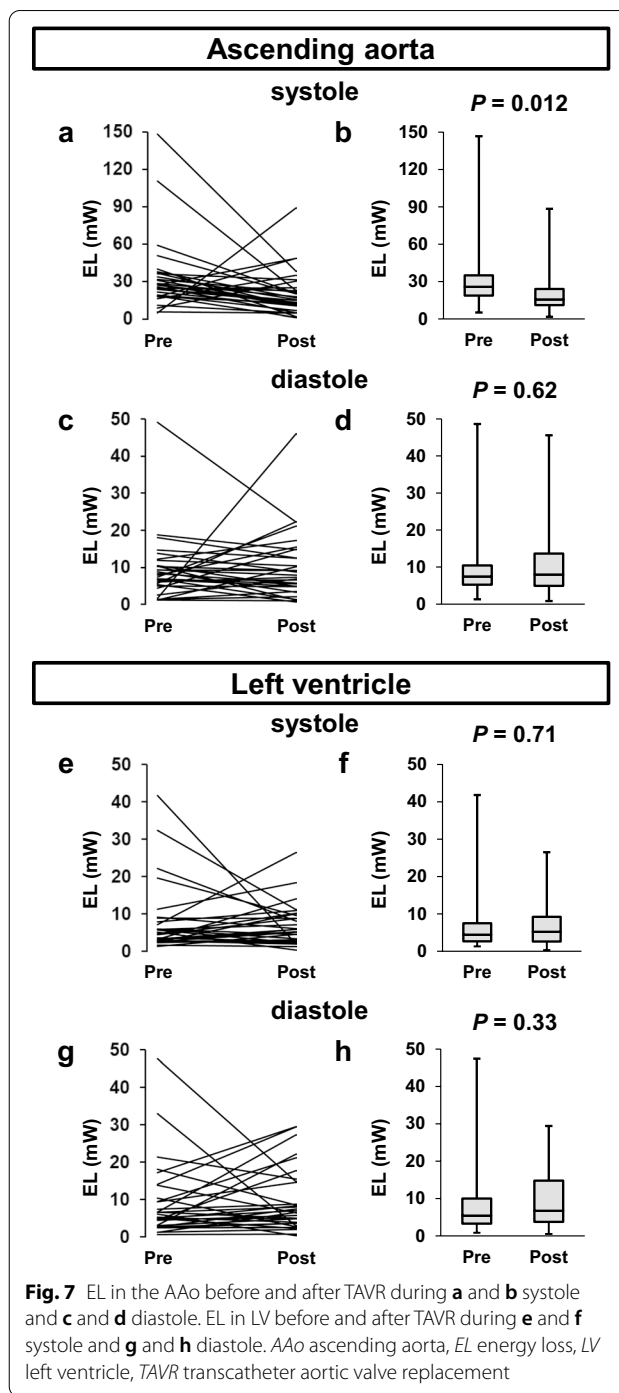 Ascending aorta
systole
a
b
P = 0.012
EL (mW)
150
120
90
60
30
0
Pre
Post
EL (mW)
150
120
90
60
30
0
Pre
Post
diastole
c
d
P = 0.62
EL (mW)
50
40
30
20
10
0
Pre
Post
EL (mW)
50
40
30
20
10
0
Pre
Post
Left ventricle
systole
e
f
P = 0.71
EL (mW)
50
40
30
20
10
0
Pre
Post
EL (mW)
50
40
30
20
10
0
Pre
Post
diastole
g
h
P = 0.33
EL (mW)
50
40
30
20
10
0
Pre
Post
EL (mW)
50
40
30
20
10
0
Pre
Post
Fig. 7 EL in the AAo before and after TAVR during a and b systole
and c and d diastole. EL in LV before and after TAVR during e and f
systole and g and h diastole. AAo ascending aorta, EL energy loss, LV
left ventricle, TAVR transcatheter aortic valve replacement